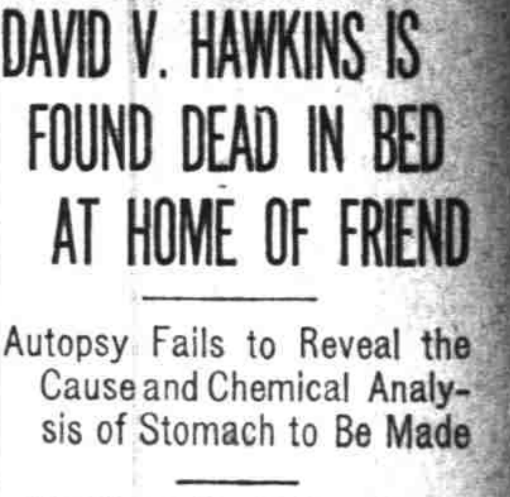 DAVID V. HAWKINS IS
FOUND DEAD IN BED
AT HOME OF FRIEND
Autopsy Fails to Reveal the
Cause and Chemical Analy-
sis of Stomach to Be Made